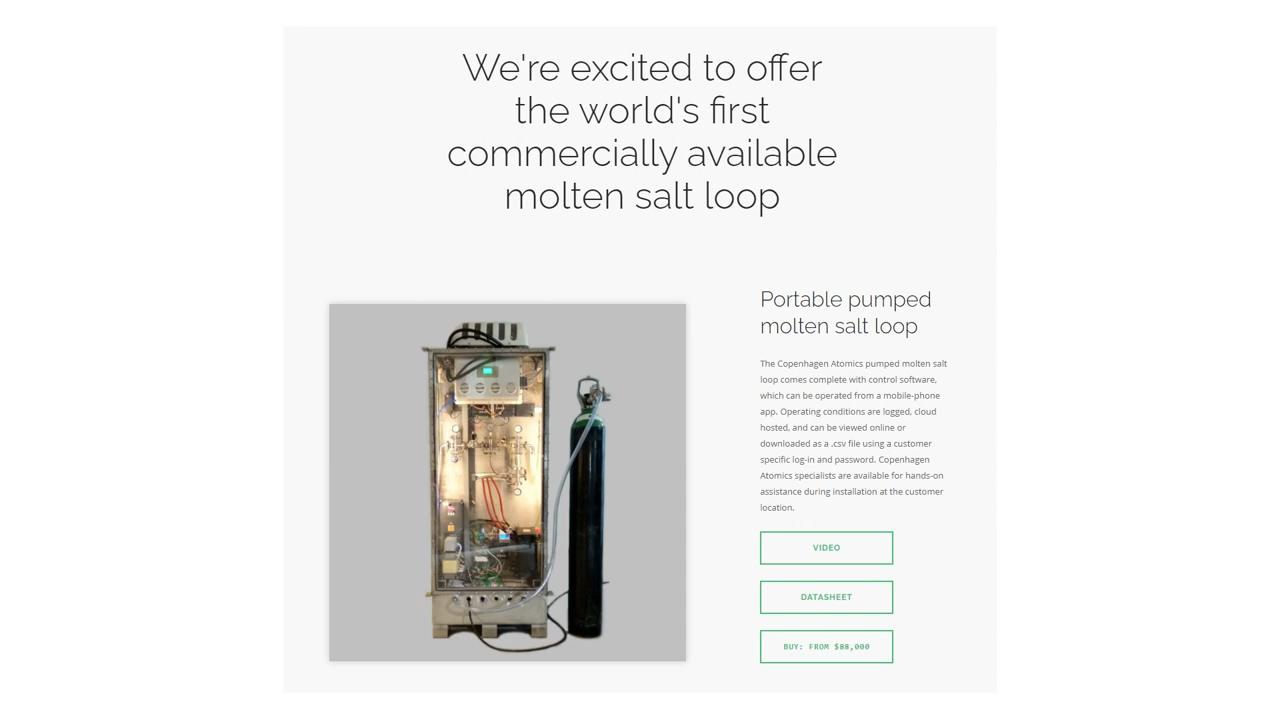 We're excited to offer
the world's first
commercially available
molten salt loop
Portable pumped
molten salt loop
The Copenhagen Atomics pumped molten salt
loop comes complete with control software,
which can be operated from a mobile-phone
app. Operating conditions are logged, cloud
hosted, and can be viewed online or
downloaded as a .csv file using a customer
specific log-in and password. Copenhagen
Atomics specialists are available for hands-on
assistance during installation at the customer
location.
VIDEO
DATASHEET
BUY: FROM $88,000